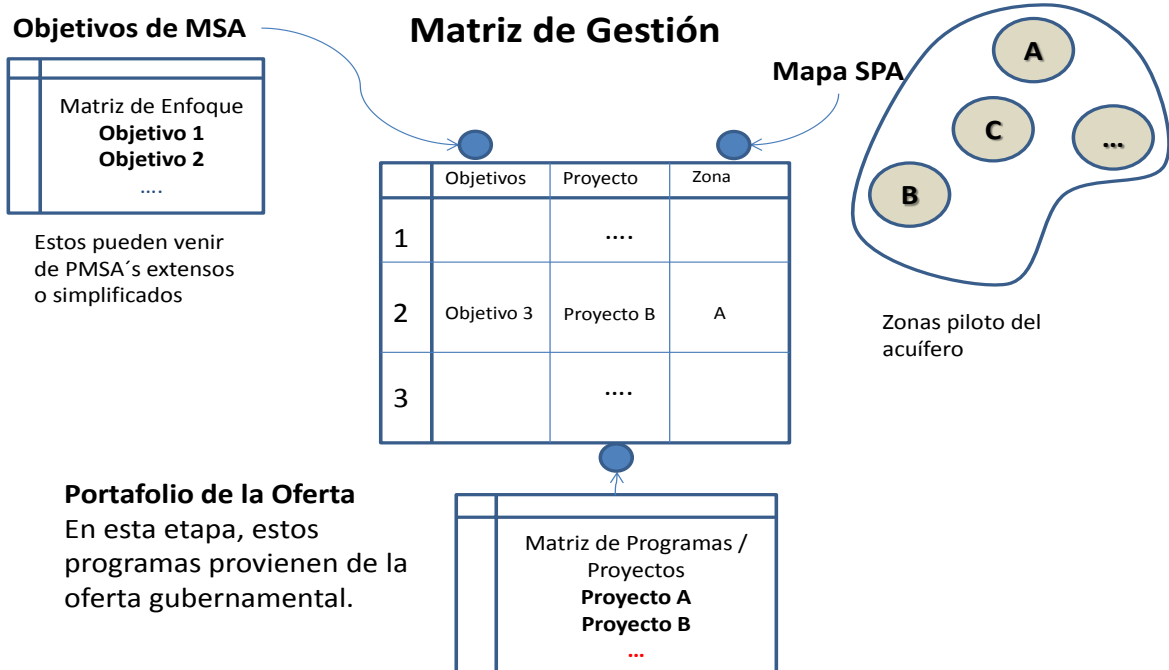 Objetivos de MSA
Matriz de Gestión
Mapa SPA
Matriz de Enfoque
Objetivo 1
Objetivo 2
....
Estos pueden venir
de PMSA´s extensos
o simplificados
A
C
...
B
Zonas piloto del
acuífero
Objetivos Proyecto Zona
1 ....
2 Objetivo 3 Proyecto B A
3 ....
Portafolio de la Oferta
En esta etapa, estos
programas provienen de la
oferta gubernamental.
Matriz de Programas /
Proyectos
Proyecto A
Proyecto B
...